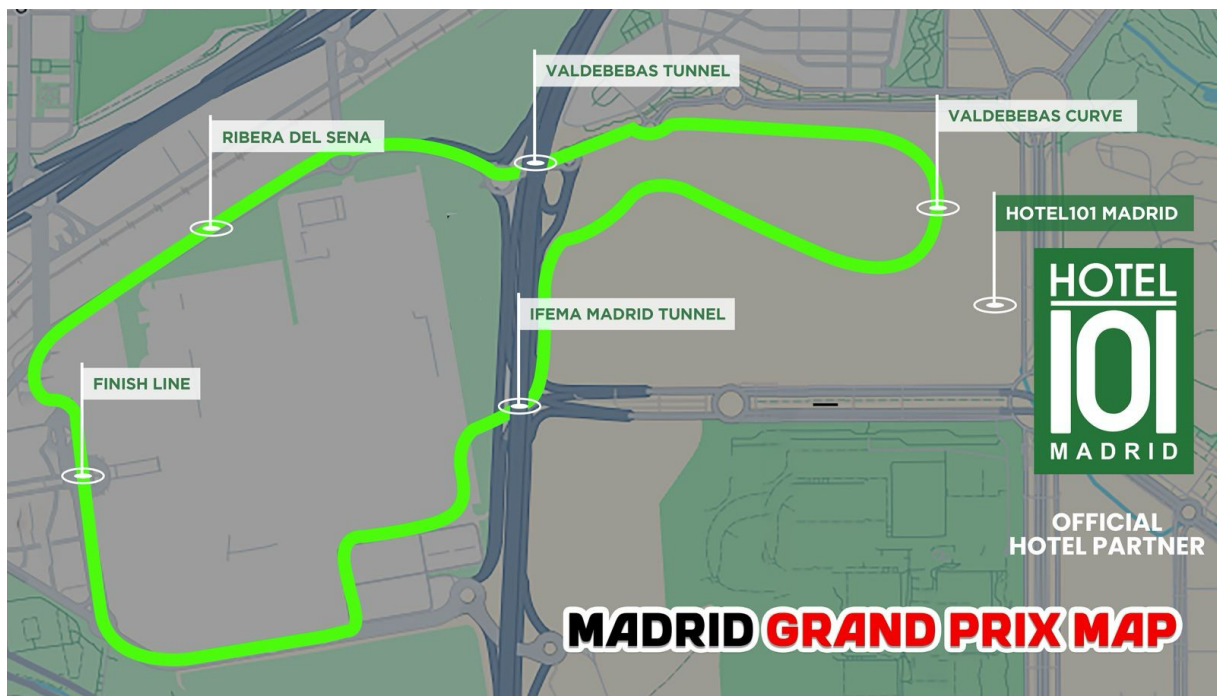 VALDEBEBAS TUNNEL
RIBERA DEL SENA
VALDEBEBAS CURVE
HOTEL101 MADRID
HOTEL
101
MADRID
IFEMA MADRID TUNNEL
FINISH LINE
OFFICIAL
HOTEL PARTNER
MADRID GRAND PRIX MAP